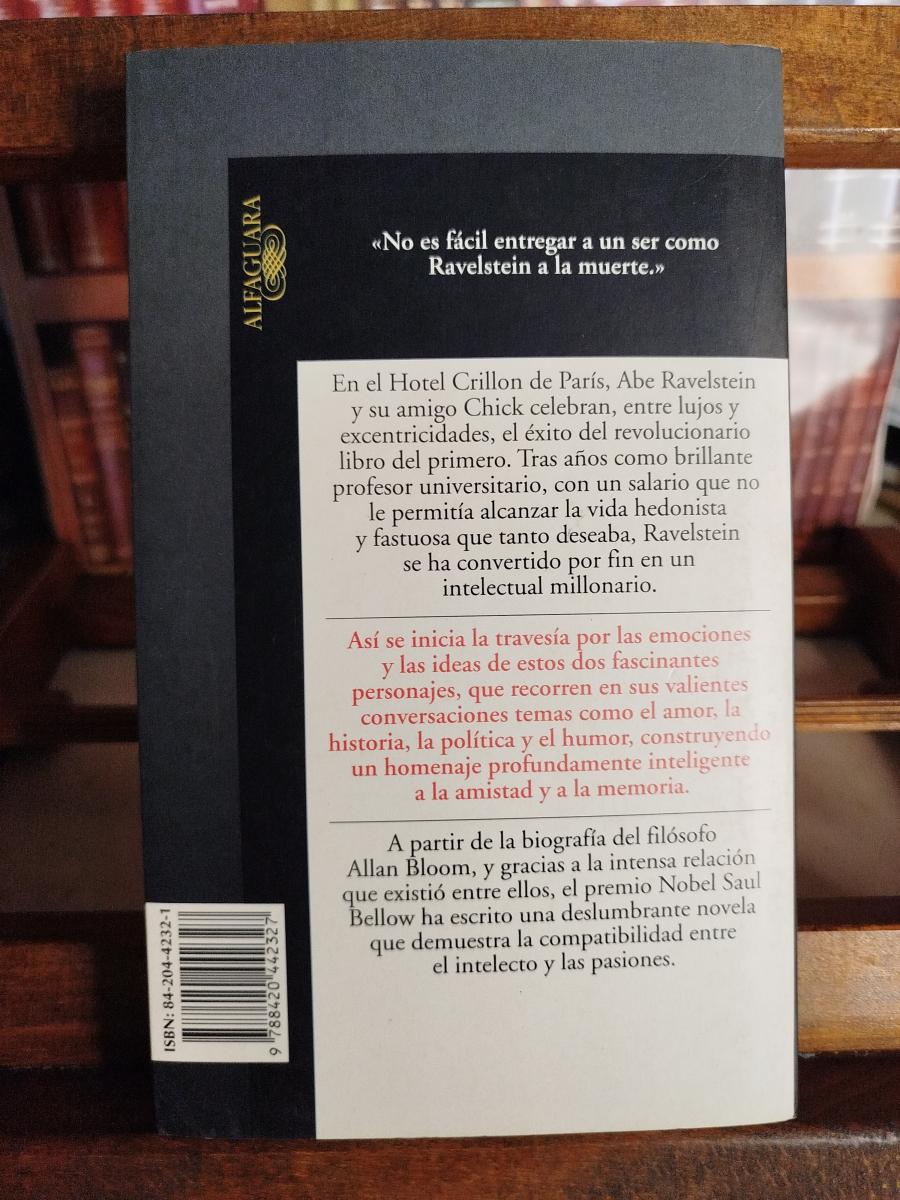 ALFAGUARA
«No es fácil entregar a un ser como
Ravelstein a la muerte.»
En el Hotel Crillon de París, Abe Ravelstein
y su amigo Chick celebran, entre lujos y
excentricidades, el éxito del revolucionario
libro del primero. Tras años como brillante
profesor universitario, con un salario que no
le permitía alcanzar la vida hedonista
y fastuosa que tanto deseaba, Ravelstein
se ha convertido por fin en un
intelectual millonario.
Así se inicia la travesía por las emociones
y las ideas de estos dos fascinantes
personajes, que recorren en sus valientes
conversaciones temas como el amor, la
historia, la política y el humor, construyendo
un homenaje profundamente inteligente
a la amistad y a la memoria.
A partir de la biografía del filósofo
Allan Bloom, y gracias a la intensa relación
que existió entre ellos, el premio Nobel Saul
Bellow ha escrito una deslumbrante novela
que demuestra la compatibilidad entre
el intelecto y las pasiones.
ISBN: 84-204-4232-1
9 788420 442327